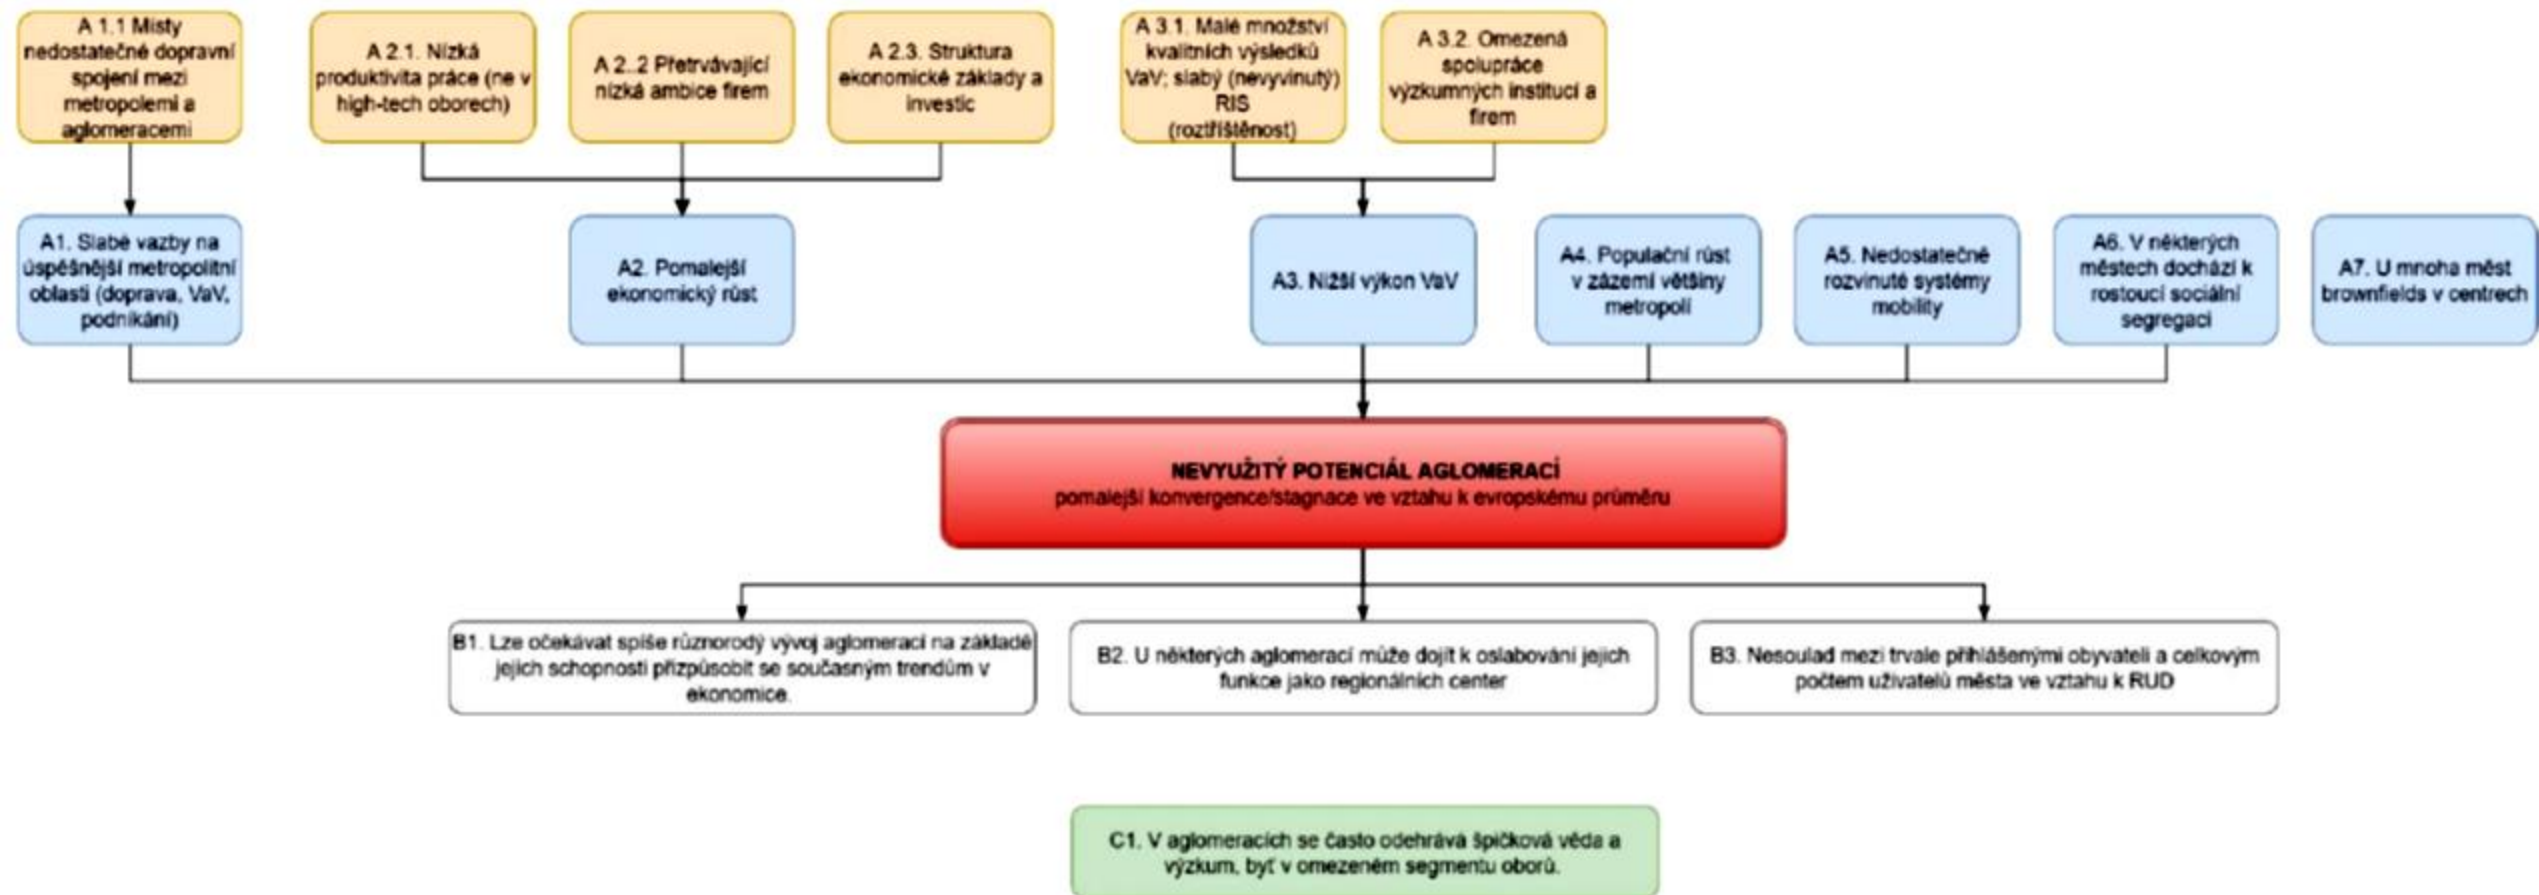 A 1.1 Místy
nedostatečné dopravní
spojení mezi
metropolemi a
aglomeracemi
A 2.1. Nízká
produktivita práce (ne v
high-tech oborech)
A 2..2 Přetrvávající
nízká ambice firem
A 2.3. Struktura
ekonomické základy a
investic
A 3.1. Malé množství
kvalitních výsledků
VaV; slabý (nevyvinutý)
RIS
(roztříštěnost)
A 3.2. Omezená
spolupráce
výzkumných institucí a
firem
A1. Slabé vazby na
úspěšnější metropolitní
oblasti (doprava, VaV,
podnikání)
A2. Pomalejší
ekonomický růst
A3. Nižší výkon VaV
A4. Populační růst
v zázemí většiny
metropolí
A5. Nedostatečně
rozvinuté systémy
mobility
A6. V některých
městech dochází k
rostoucí sociální
segregaci
A7. U mnoha měst
brownfields v centrech
NEVYUŽITÝ POTENCIÁL AGLOMERACÍ
pomalejší konvergence/stagnace ve vztahu k evropskému průměru
B1. Lze očekávat spíše různorodý vývoj aglomerací na základě
jejich schopnosti přizpůsobit se současným trendům v
ekonomice.
B2. U některých aglomerací může dojít k oslabování jejich
funkce jako regionálních center
B3. Nesoulad mezi trvale přihlášenými obyvateli a celkovým
počtem uživatelů města ve vztahu k RUD
C1. V aglomeracích se často odehrává špičková věda a
výzkum, byť v omezeném segmentu oborů.